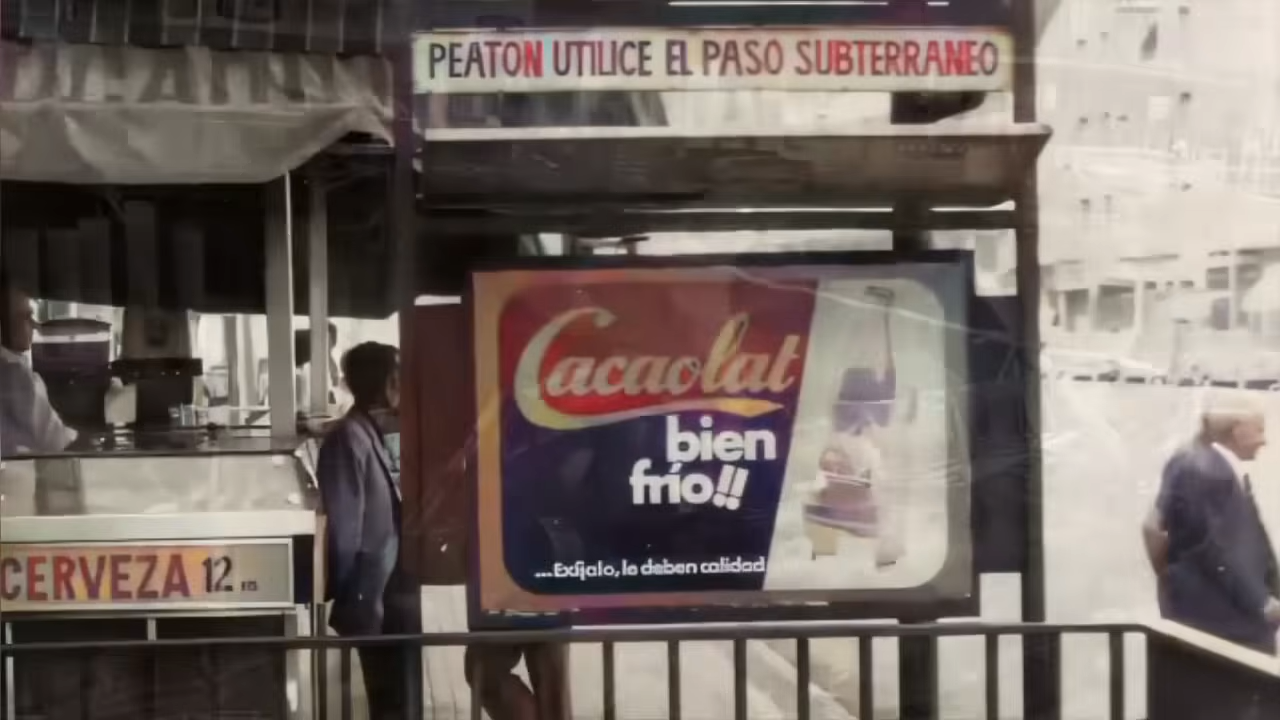 PEATON UTILICE EL PASO SUBTERRANEO
Cacaolat
bien
frío!!
...Exíjalo, le deben calidad
CERVEZA 12